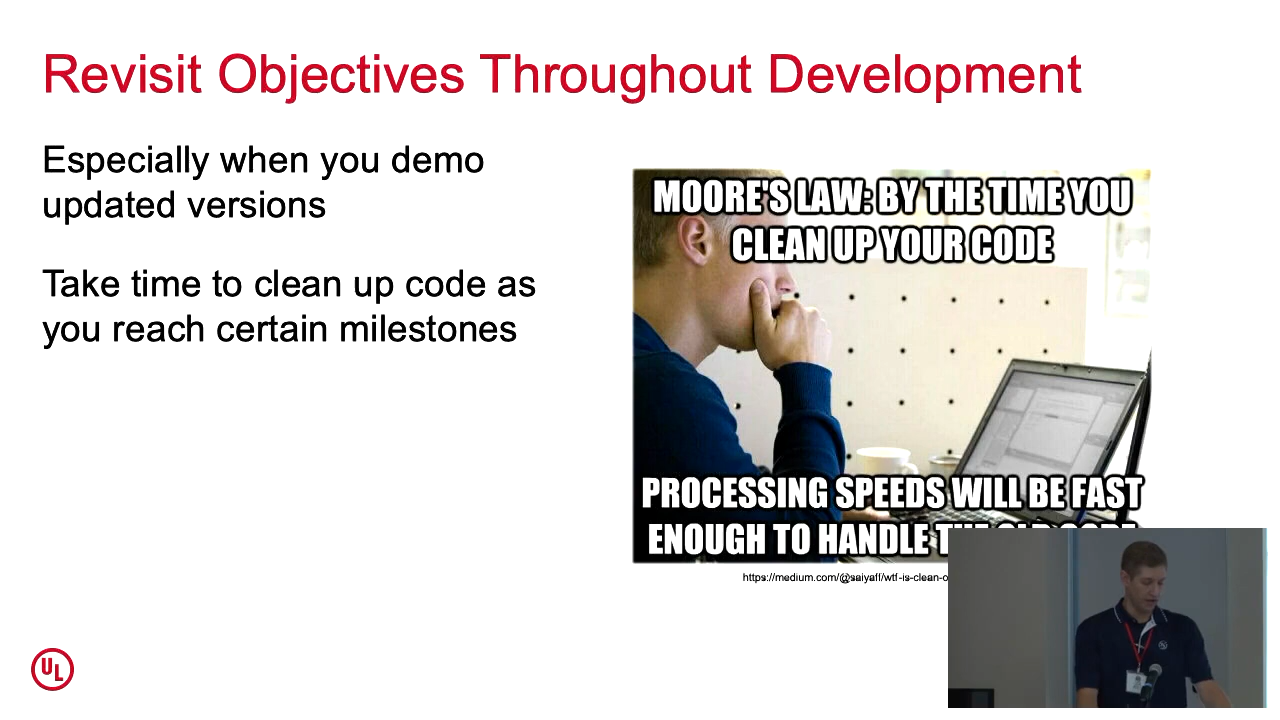 Revisit Objectives Throughout Development
Especially when you demo
updated versions
Take time to clean up code as
you reach certain milestones
MOORE'S LAW: BY THE TIME YOU
CLEAN UP YOUR CODE
PROCESSING SPEEDS WILL BE FAST
ENOUGH TO HANDLE THE OLD CODE
https://medium.com/@saiyaff/wtf-is-clean-
UL